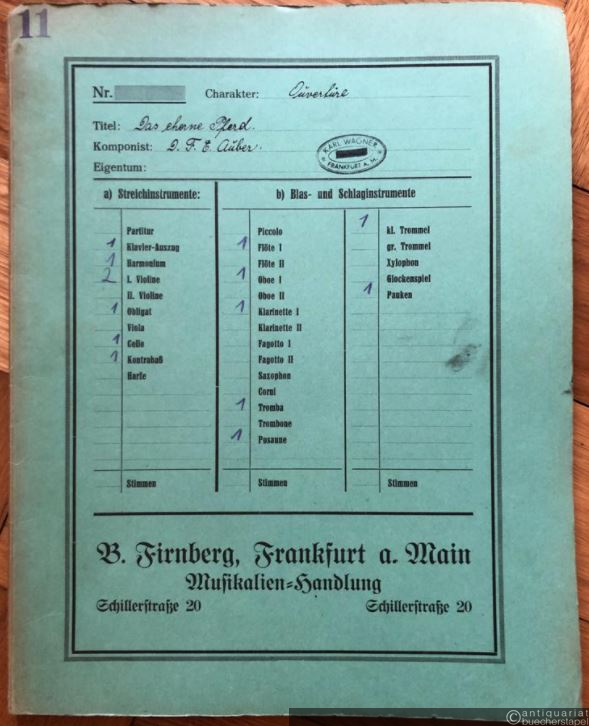 11
Nr. Charakter: Ouvertüre
Titel: Das eherne Pferd.
Komponist: D. F. E. Auber.
KARL WAGNER
FRANKFURT A. M.
Eigentum:
a) Streichinstrumente:
Partitur
1 Klavier-Auszug
1 Harmonium
2 I. Violine
II. Violine
1 Obligat
Viola
1 Cello
1 Kontrabaß
Harfe
Stimmen
b) Blas- und Schlaginstrumente
Piccolo
1 Flöte I
Flöte II
1 Oboe I
Oboe II
1 Klarinette I
Klarinette II
Fagotto I
Fagotto II
Saxophon
Corni
1 Tromba
Trombone
1 Posaune
Stimmen
1 kl. Trommel
gr. Trommel
Xylophon
Glockenspiel
1 Pauken
Stimmen
B. Firnberg, Frankfurt a. Main
Musikalien-Handlung
Schillerstraße 20 Schillerstraße 20
©antiquariat
buecherstapel